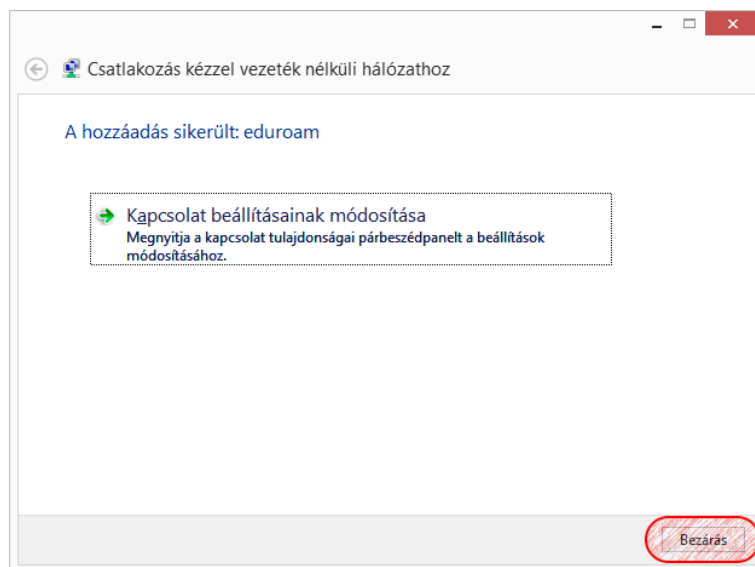 Csatlakozás kézzel vezeték nélküli hálózathoz
A hozzáadás sikerült: eduroam
Kapcsolat beállításainak módosítása
Megnyitja a kapcsolat tulajdonságai párbeszédpanelt a beállítások
módosításához.
Bezárás